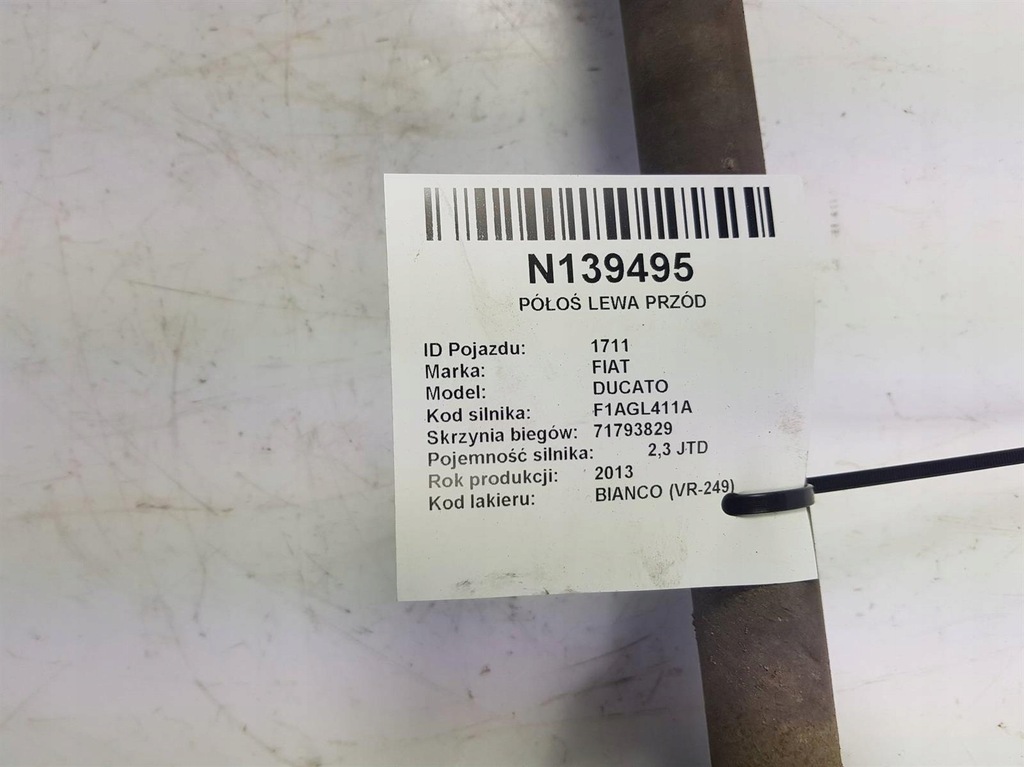 N139495
PÓŁOŚ LEWA PRZÓD
ID Pojazdu: 1711
Marka: FIAT
Model: DUCATO
Kod silnika: F1AGL411A
Skrzynia biegów: 71793829
Pojemność silnika: 2,3 JTD
Rok produkcji: 2013
Kod lakieru: BIANCO (VR-249)